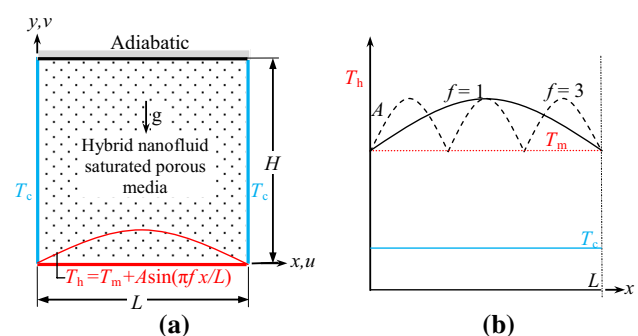 y,v
Adiabatic
g
Hybrid nanofluid
saturated porous
media
H
T_c
T_c
T_h = T_m + A sin(πfx/L)
x,u
L
(a)
T_h
A
f = 1
f = 3
T_m
T_c
L
x
(b)